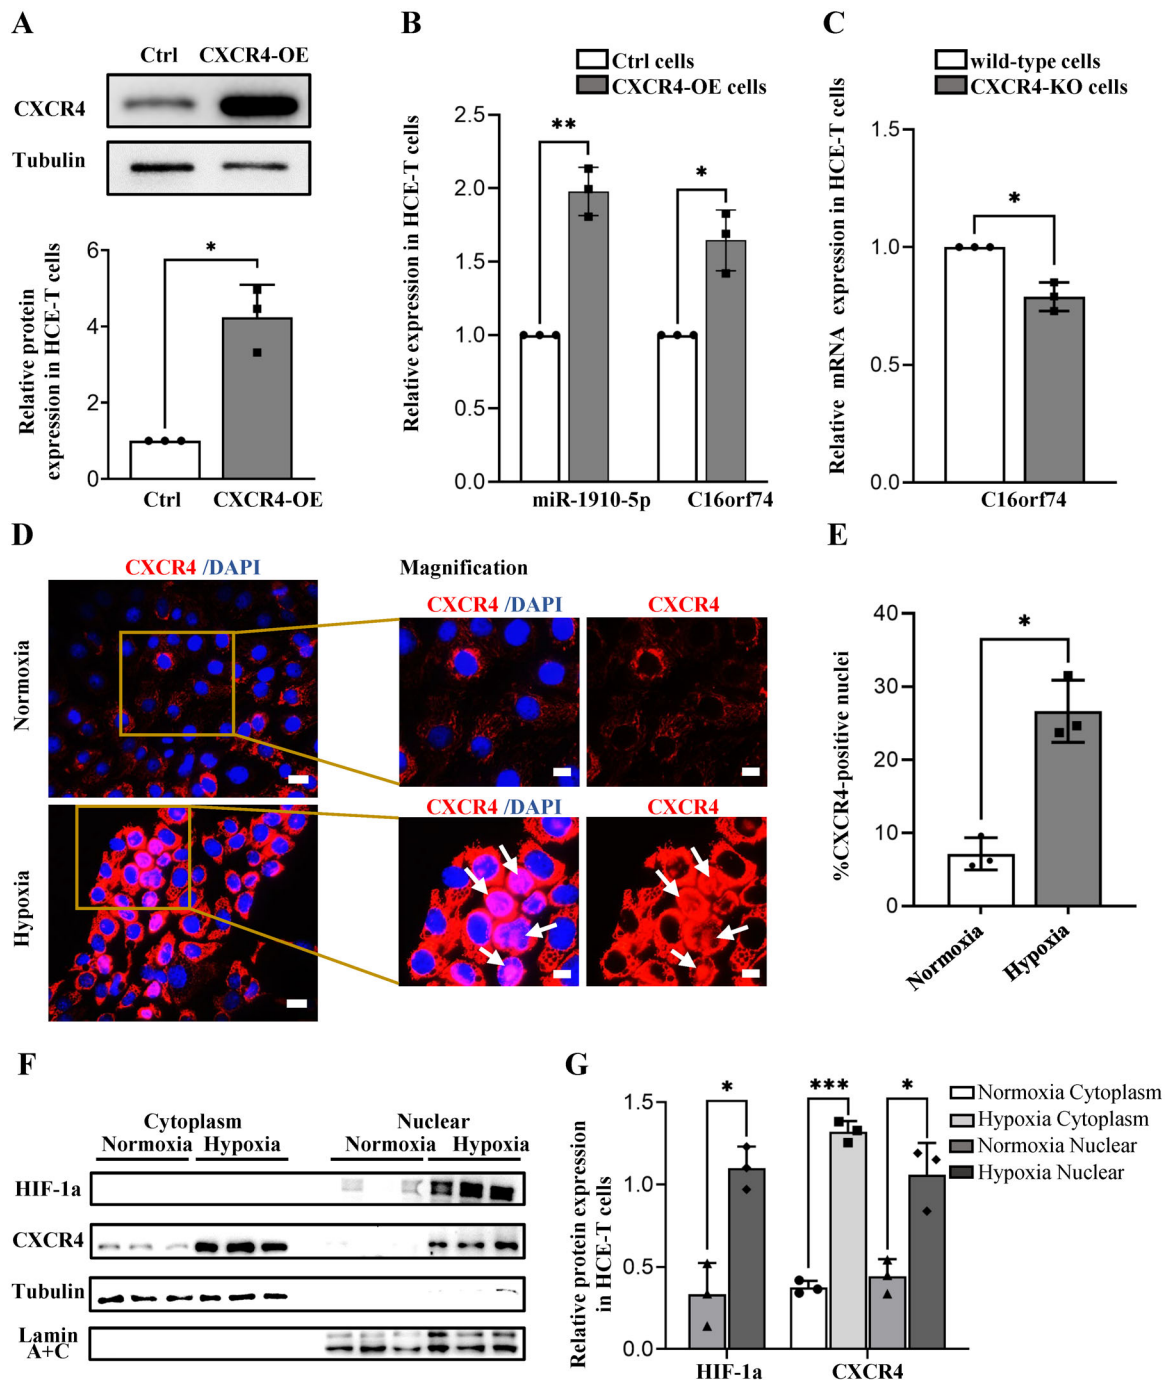 A
Ctrl CXCR4-OE
CXCR4
Tubulin
Relative protein
expression in HCE-T cells
6
4
2
0
*
Ctrl CXCR4-OE
B
Ctrl cells
CXCR4-OE cells
Relative expression in HCE-T cells
2.5
2.0
1.5
1.0
0.5
0.0
**
*
miR-1910-5p C16orf74
C
wild-type cells
CXCR4-KO cells
Relative mRNA expression in HCE-T cells
1.5
1.0
0.5
0.0
*
C16orf74
D
CXCR4 /DAPI
Magnification
CXCR4 /DAPI CXCR4
Normoxia
CXCR4 /DAPI CXCR4
Hypoxia
E
%CXCR4-positive nuclei
40
30
20
10
0
*
Normoxia
Hypoxia
F
Cytoplasm Nuclear
Normoxia Hypoxia Normoxia Hypoxia
HIF-1a
CXCR4
Tubulin
Lamin
A+C
G
Relative protein expression
in HCE-T cells
1.5
1.0
0.5
0.0
*
***
*
HIF-1a CXCR4
Normoxia Cytoplasm
Hypoxia Cytoplasm
Normoxia Nuclear
Hypoxia Nuclear